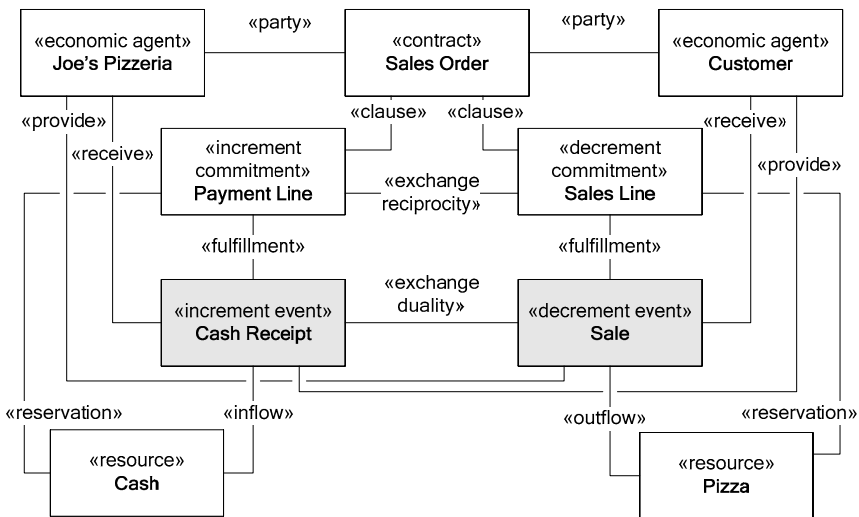 «party»
«party»
«economic agent»
Joe's Pizzeria
«contract»
Sales Order
«economic agent»
Customer
«provide»
«clause»
«clause»
«receive»
«receive»
«increment
commitment»
Payment Line
«decrement
commitment»
Sales Line
«provide»
«exchange
reciprocity»
«fulfillment»
«fulfillment»
«exchange
duality»
«increment event»
Cash Receipt
«decrement event»
Sale
«reservation»
«inflow»
«outflow»
«reservation»
«resource»
Cash
«resource»
Pizza